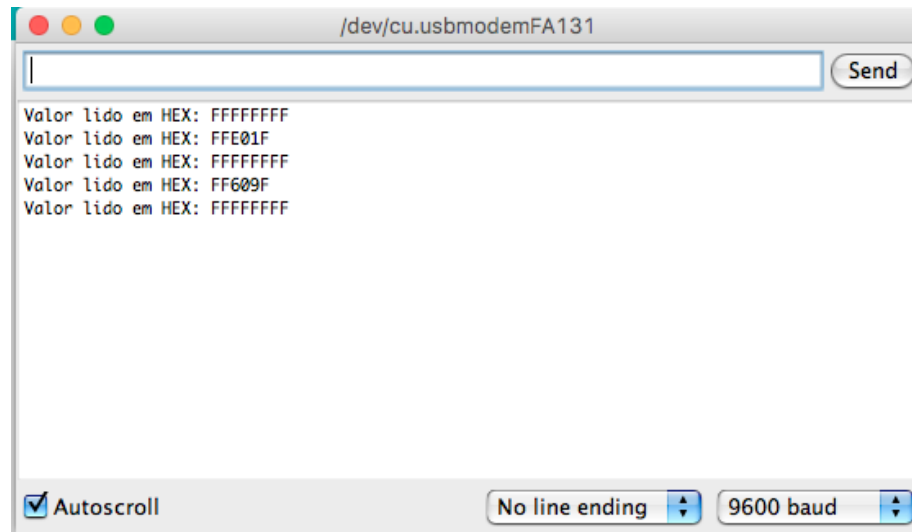 /dev/cu.usbmodemFA131
Send
Valor lido em HEX: FFFFFFFF
Valor lido em HEX: FFE01F
Valor lido em HEX: FFFFFFFF
Valor lido em HEX: FF609F
Valor lido em HEX: FFFFFFFF
Autoscroll
No line ending
9600 baud